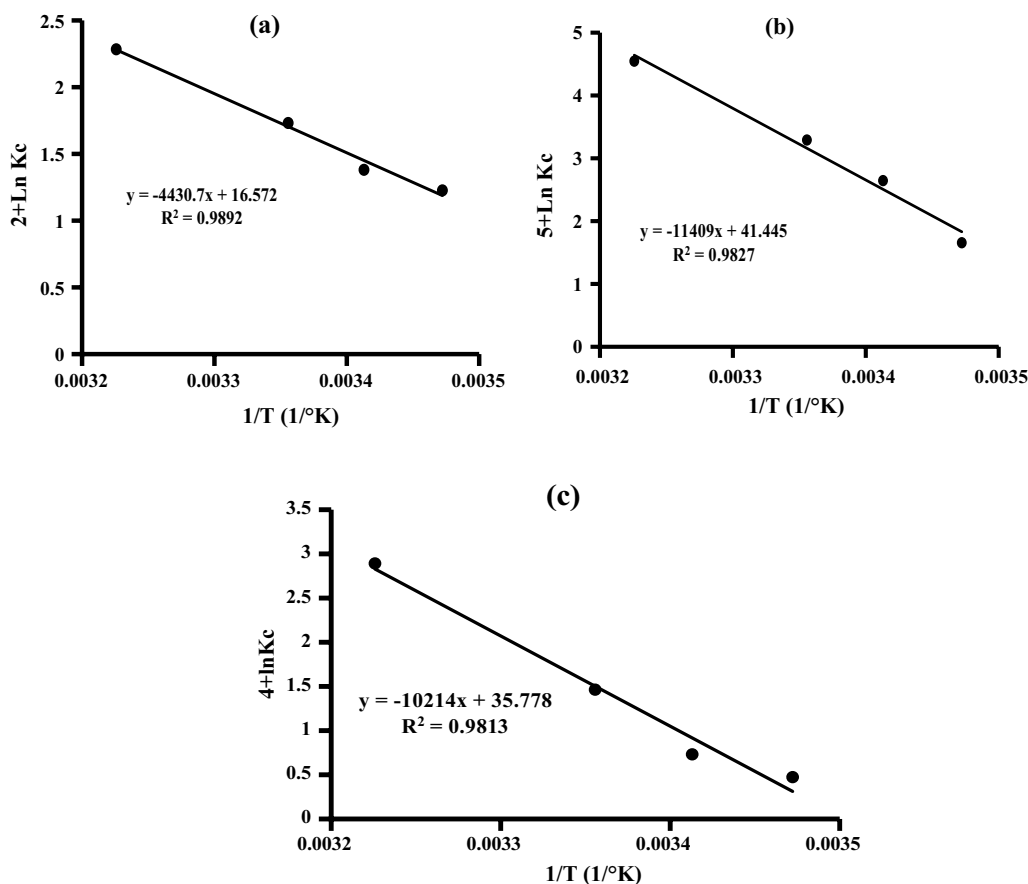 (a)
2+Ln Kc
2.5
2
1.5
1
0.5
0
y = -4430.7x + 16.572
R² = 0.9892
0.0032 0.0033 0.0034 0.0035
1/T (1/°K)
(b)
5+Ln Kc
5
4
3
2
1
0
y = -11409x + 41.445
R² = 0.9827
0.0032 0.0033 0.0034 0.0035
1/T (1/°K)
(c)
4+lnKc
3.5
3
2.5
2
1.5
1
0.5
0
y = -10214x + 35.778
R² = 0.9813
0.0032 0.0033 0.0034 0.0035
1/T (1/°K)